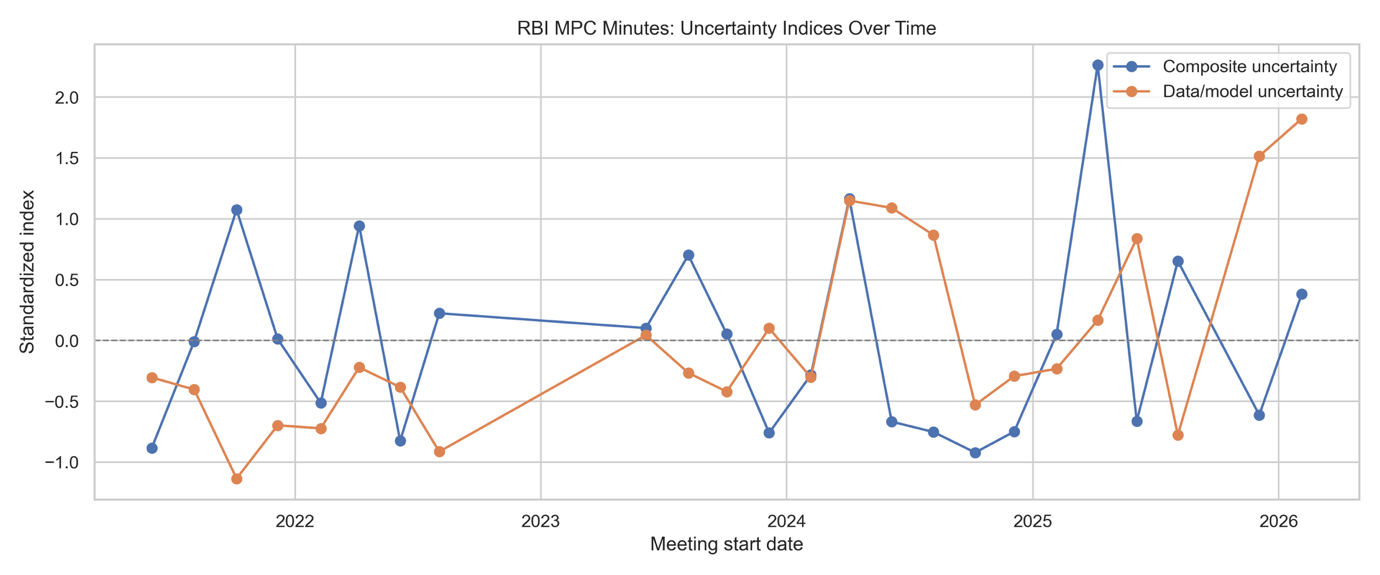 RBI MPC Minutes: Uncertainty Indices Over Time
Composite uncertainty
Data/model uncertainty
Standardized index
2.0
1.5
1.0
0.5
0.0
−0.5
−1.0
2022
2023
2024
2025
2026
Meeting start date